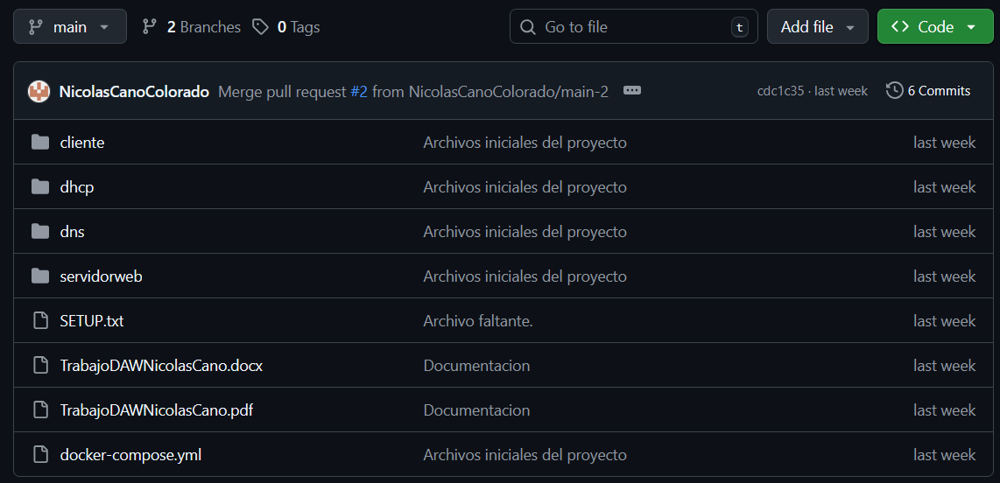 main 2 Branches 0 Tags Go to file t Add file Code
NicolasCanoColorado Merge pull request #2 from NicolasCanoColorado/main-2 cdc1c35 · last week 6 Commits
cliente Archivos iniciales del proyecto last week
dhcp Archivos iniciales del proyecto last week
dns Archivos iniciales del proyecto last week
servidorweb Archivos iniciales del proyecto last week
SETUP.txt Archivo faltante. last week
TrabajoDAWNicolasCano.docx Documentacion last week
TrabajoDAWNicolasCano.pdf Documentacion last week
docker-compose.yml Archivos iniciales del proyecto last week